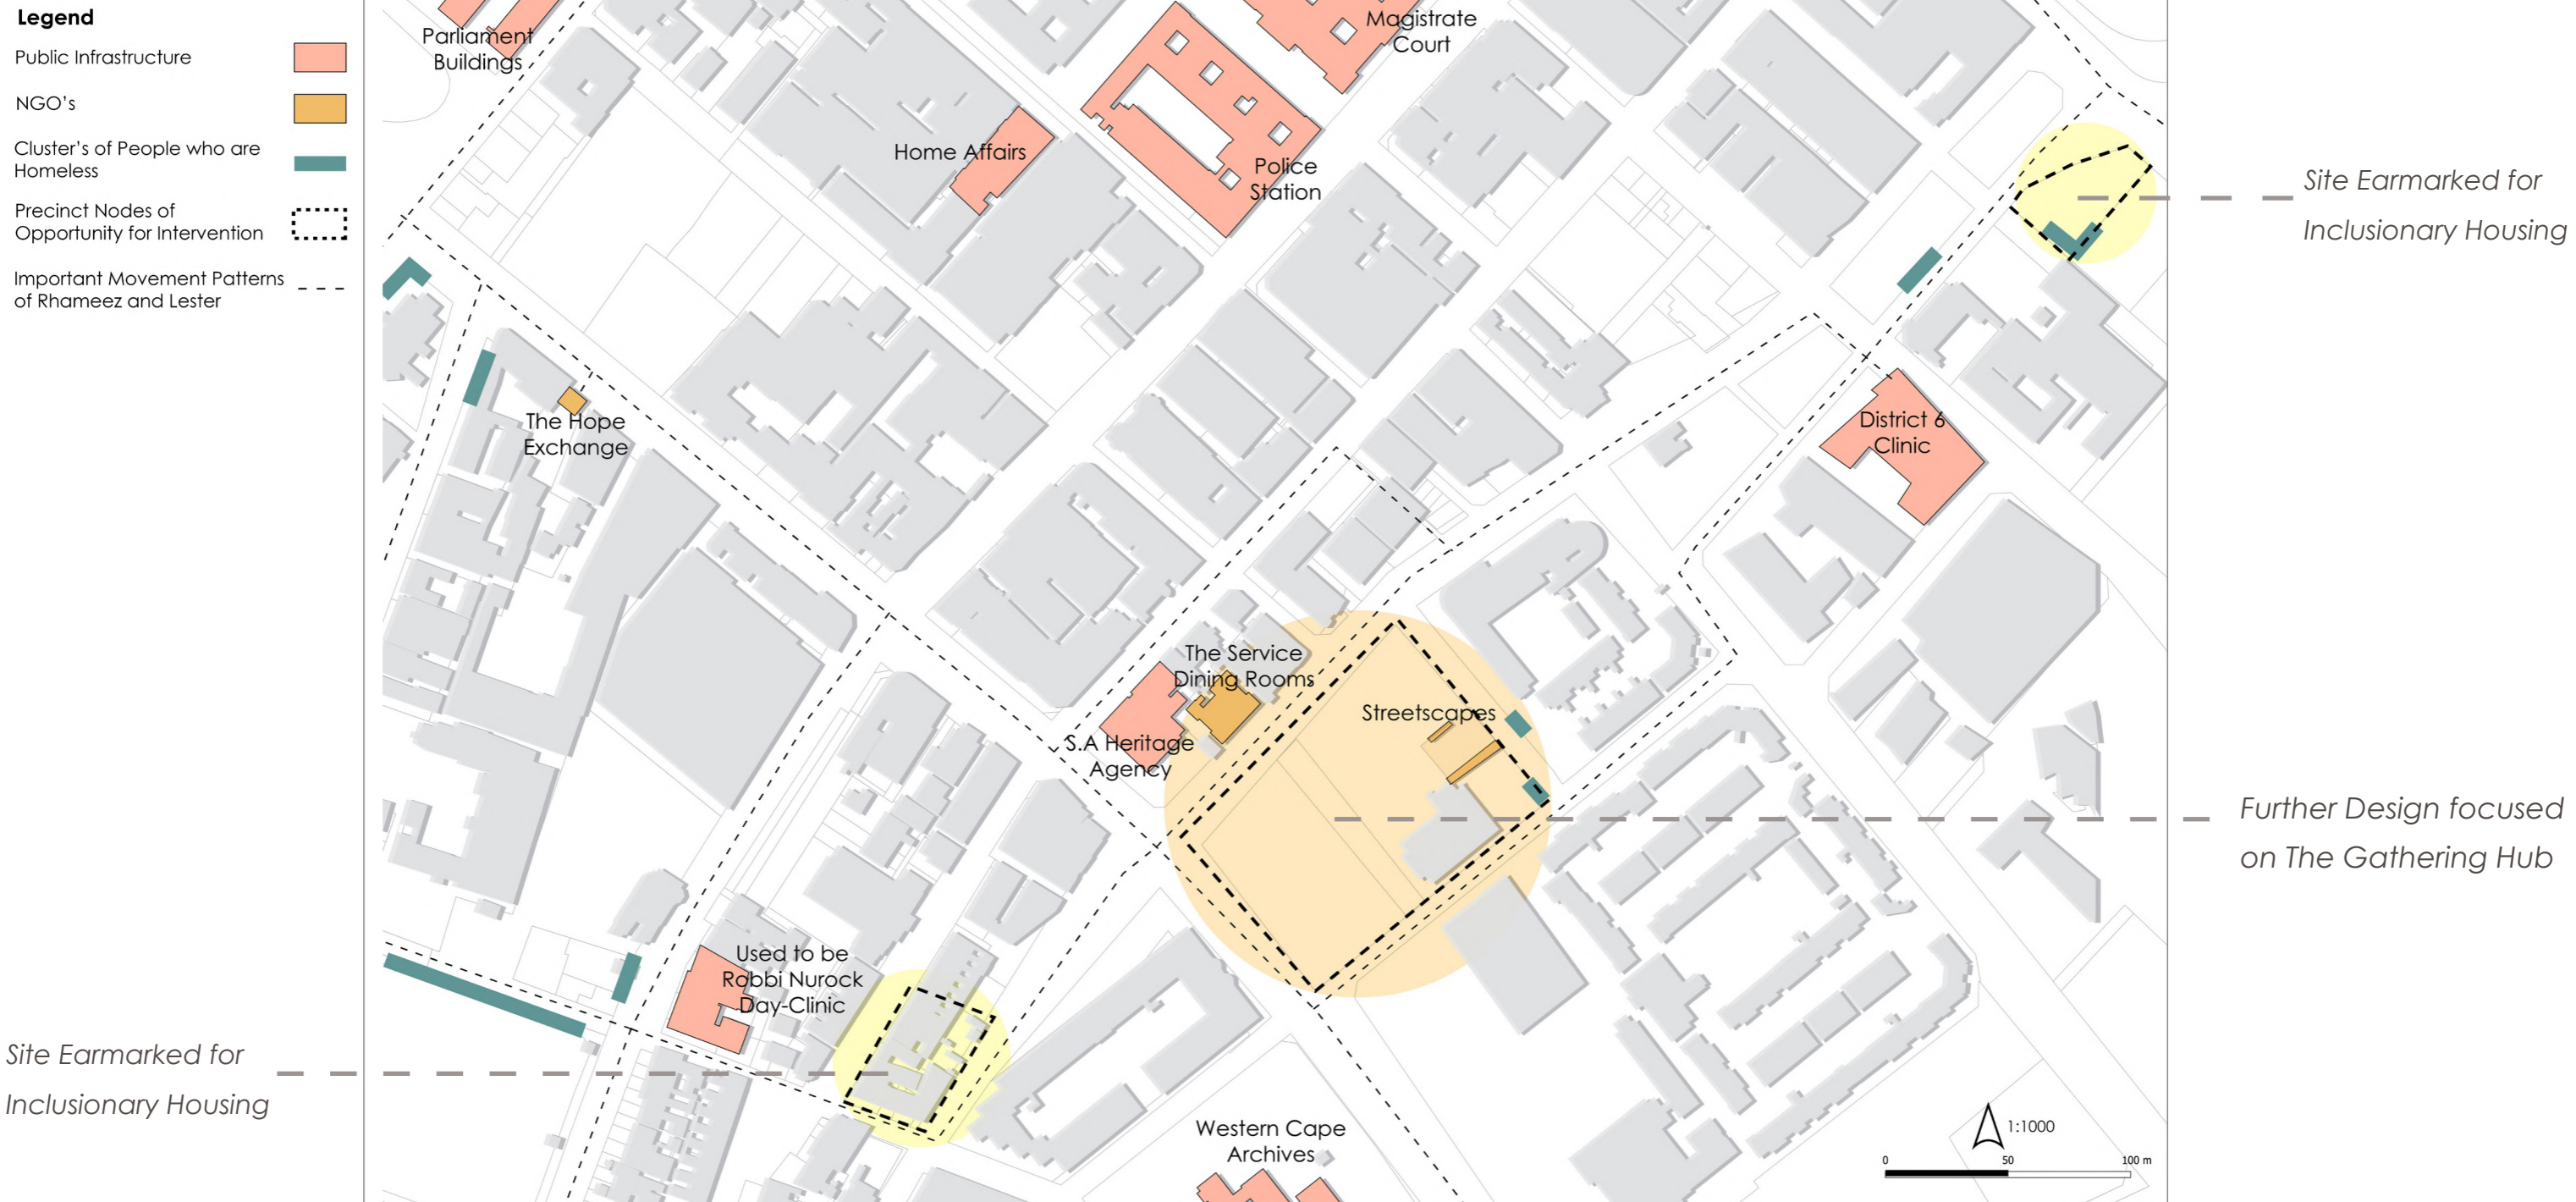 Legend
Public Infrastructure
NGO's
Cluster's of People who are
Homeless
Precinct Nodes of
Opportunity for Intervention
Important Movement Patterns
of Rhameez and Lester
Parliament
Buildings
Magistrate
Court
Home Affairs
Police
Station
Site Earmarked for
Inclusionary Housing
The Hope
Exchange
District 6
Clinic
The Service
Dining Rooms
Streetscapes
S.A Heritage
Agency
Further Design focused
on The Gathering Hub
Used to be
Robbi Nurock
Day-Clinic
Site Earmarked for
Inclusionary Housing
Western Cape
Archives
1:1000
0 50 100 m